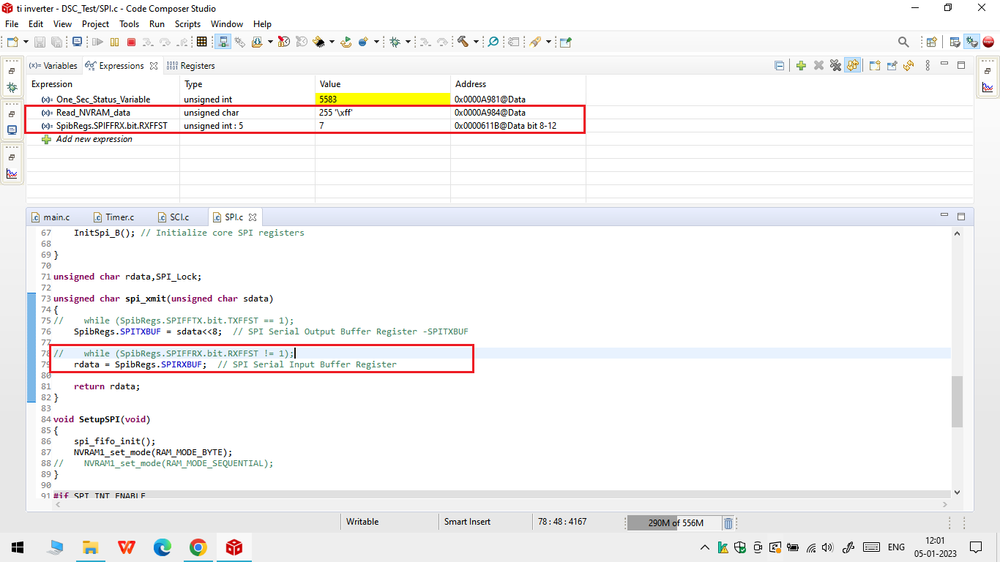 ti inverter - DSC_Test/SPI.c - Code Composer Studio
File Edit View Project Tools Run Scripts Window Help
(x)= Variables Expressions Registers
Expression Type Value Address
(x)= One_Sec_Status_Variable unsigned int 5583 0x0000A981@Data
(x)= Read_NVRAM_data unsigned char 255 '\xff' 0x0000A984@Data
(x)= SpibRegs.SPIFFRX.bit.RXFFST unsigned int : 5 7 0x0000611B@Data bit 8-12
Add new expression
main.c Timer.c SCI.c SPI.c
67 InitSpi_B(); // Initialize core SPI registers
68
69 }
70
71 unsigned char rdata,SPI_Lock;
72
73 unsigned char spi_xmit(unsigned char sdata)
74 {
75 // while (SpibRegs.SPIFFTX.bit.TXFFST == 1);
76 SpibRegs.SPITXBUF = sdata<<8; // SPI Serial Output Buffer Register -SPITXBUF
77
78 // while (SpibRegs.SPIFFRX.bit.RXFFST != 1);
79 rdata = SpibRegs.SPIRXBUF; // SPI Serial Input Buffer Register
80
81 return rdata;
82 }
83
84 void SetupSPI(void)
85 {
86 spi_fifo_init();
87 NVRAM1_set_mode(RAM_MODE_BYTE);
88 // NVRAM1_set_mode(RAM_MODE_SEQUENTIAL);
89 }
90
91 #if SPI_INT_ENABLE
Writable Smart Insert 78 : 48 : 4167 290M of 556M
ENG 12:01
05-01-2023